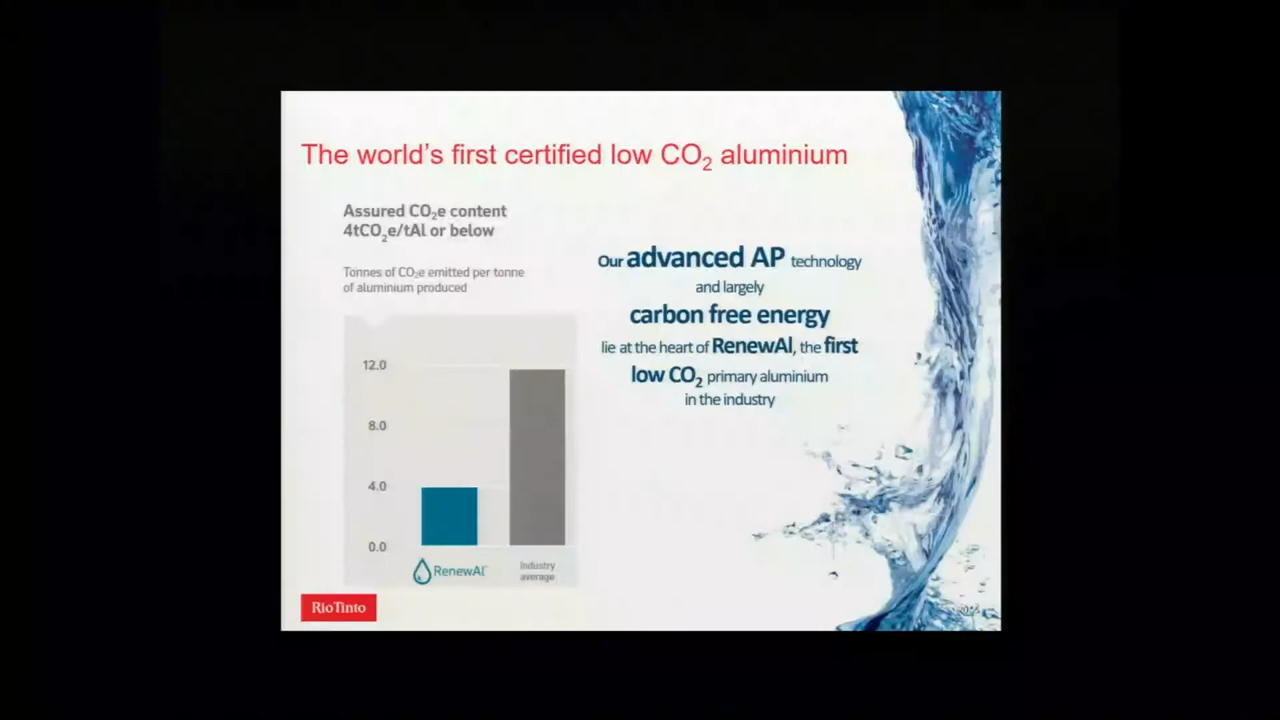 The world's first certified low CO₂ aluminium
Assured CO₂e content
4tCO₂e/tAl or below
Tonnes of CO₂e emitted per tonne
of aluminium produced
12.0
8.0
4.0
0.0
RenewAl™
Industry
average
Our advanced AP technology
and largely
carbon free energy
lie at the heart of RenewAl, the first
low CO₂ primary aluminium
in the industry
RioTinto